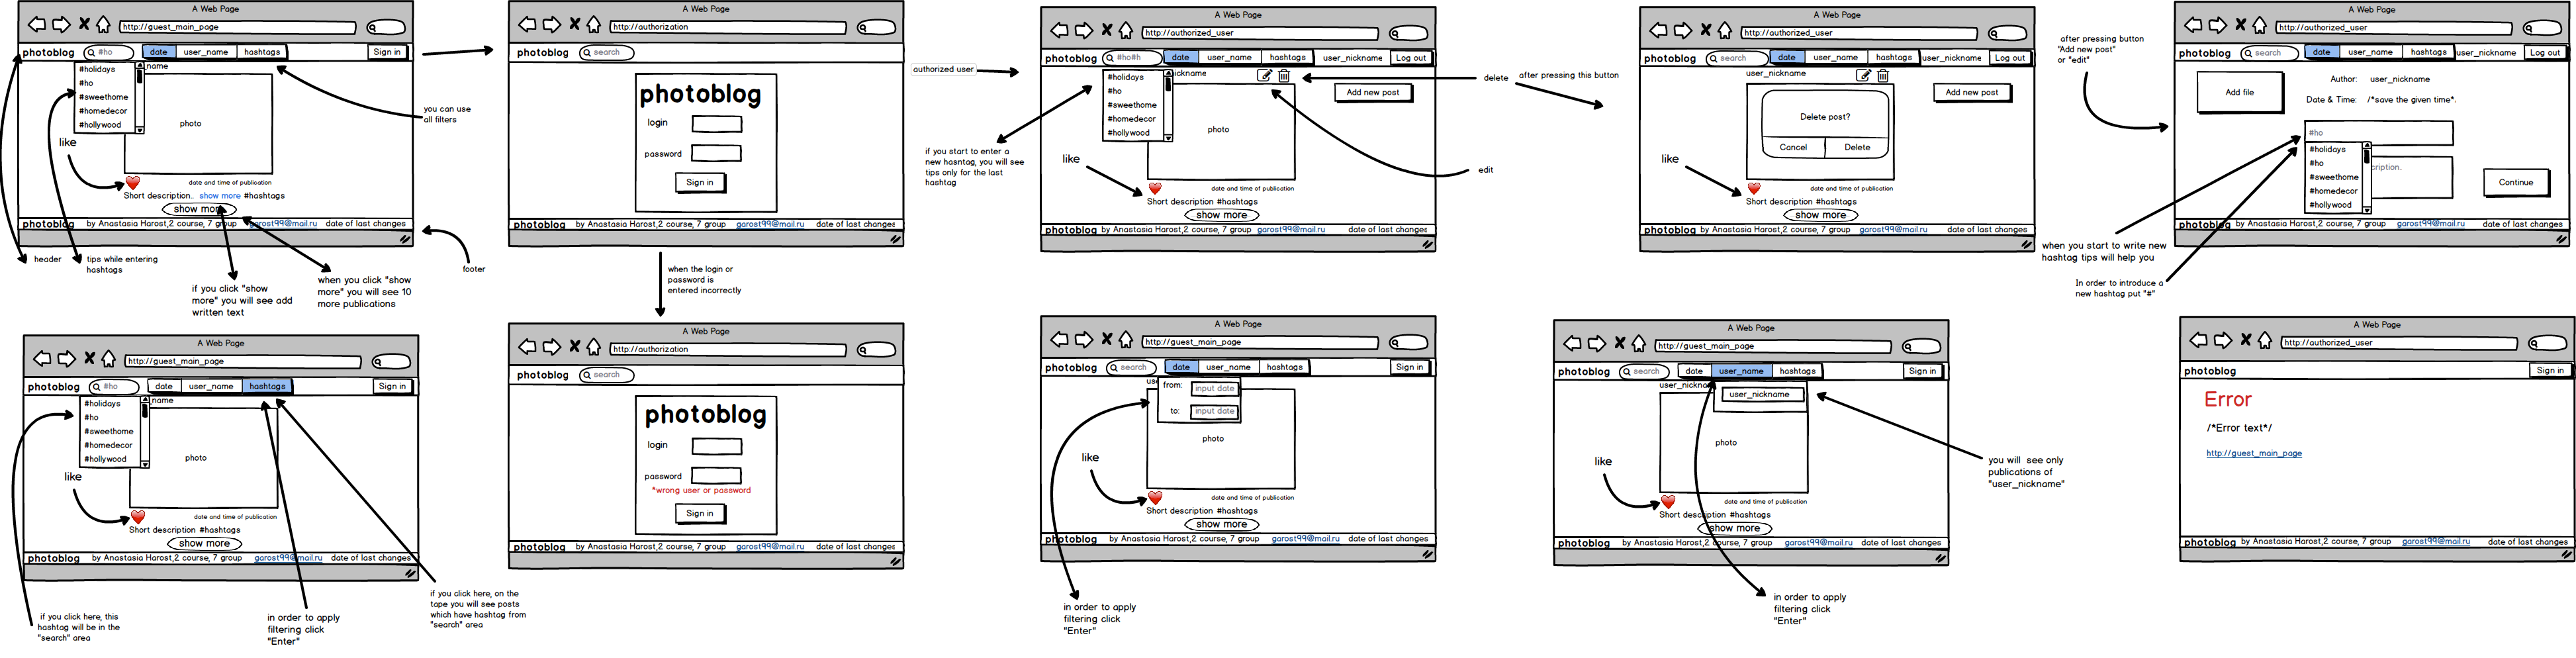 A Web Page
http://guest_main_page
photoblog
#ho
date
user_name
hashtags
Sign in
#holidays
#ho
#sweethome
#homedecor
#hollywood
name
photo
like
date and time of publication
Short description.. show more #hashtags
show more
photoblog by Anastasia Harost,2 course, 7 group garost99@mail.ru date of last changes
you can use
all filters
header
tips while entering
hashtags
if you click "show
more" you will see add
written text
when you click "show
more" you will see 10
more publications
footer
A Web Page
http://authorization
photoblog
search
photoblog
login
password
Sign in
photoblog by Anastasia Harost,2 course, 7 group garost99@mail.ru date of last changes
when the login or
password is
entered incorrectly
authorized user
A Web Page
http://authorized_user
photoblog
#ho#h
date
user_name
hashtags
user_nickname
Log out
#holidays
#ho
#sweethome
#homedecor
#hollywood
ickname
Add new post
photo
like
date and time of publication
Short description #hashtags
show more
photoblog by Anastasia Harost,2 course, 7 group garost99@mail.ru date of last changes
if you start to enter a
new hasntag, you will see
tips only for the last
hashtag
delete
edit
after pressing this button
A Web Page
http://authorized_user
photoblog
search
date
user_name
hashtags
user_nickname
Log out
user_nickname
Add new post
Delete post?
Cancel
Delete
like
date and time of publication
Short description #hashtags
show more
photoblog by Anastasia Harost,2 course, 7 group garost99@mail.ru date of last changes
after pressing button
"Add new post"
or "edit"
A Web Page
http://authorized_user
photoblog
search
date
user_name
hashtags
user_nickname
Log out
Add file
Author: user_nickname
Date & Time: /*save the given time*.
#ho
#holidays
#ho
#sweethome
#homedecor
#hollywood
cription.
Continue
photoblog by Anastasia Harost,2 course, 7 group garost99@mail.ru date of last changes
when you start to write new
hashtag tips will help you
In order to introduce a
new hashtag put "#"
A Web Page
http://guest_main_page
photoblog
#ho
date
user_name
hashtags
Sign in
#holidays
#ho
#sweethome
#homedecor
#hollywood
name
photo
like
date and time of publication
Short description #hashtags
show more
photoblog by Anastasia Harost,2 course, 7 group garost99@mail.ru date of last changes
if you click here, this
hashtag will be in the
"search" area
in order to apply
filtering click
"Enter"
if you click here, on the
tape you will see posts
which have hashtag from
"search" area
A Web Page
http://authorization
photoblog
search
photoblog
login
password
*wrong user or password
Sign in
photoblog by Anastasia Harost,2 course, 7 group garost99@mail.ru date of last changes
A Web Page
http://guest_main_page
photoblog
search
date
user_name
hashtags
Sign in
use
from: input date
to: input date
photo
like
date and time of publication
Short description #hashtags
show more
photoblog by Anastasia Harost,2 course, 7 group garost99@mail.ru date of last changes
in order to apply
filtering click
"Enter"
A Web Page
http://guest_main_page
photoblog
search
date
user_name
hashtags
Sign in
user_nickname
user_nickname
photo
like
date and time of publication
Short description #hashtags
show more
photoblog by Anastasia Harost,2 course, 7 group garost99@mail.ru date of last changes
you will see only
publications of
"user_nickname"
in order to apply
filtering click
"Enter"
A Web Page
http://authorized_user
photoblog
Sign in
Error
/*Error text*/
http://guest_main_page
photoblog by Anastasia Harost,2 course, 7 group garost99@mail.ru date of last changes